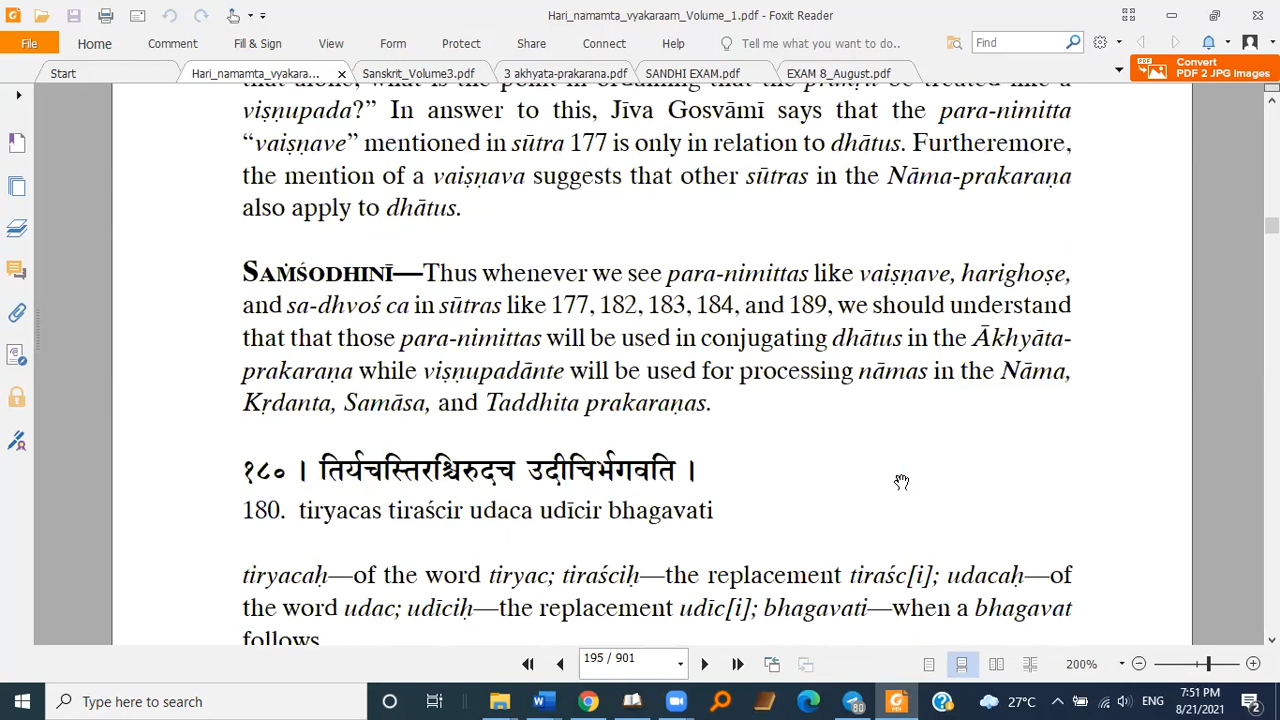 Hari_namamta_vyakaraam_Volume_1.pdf - Foxit Reader
File Home Comment Fill & Sign View Form Protect Share Connect Help Tell me what you want to do.. Find
Start Hari_namamta_vyakara... Sanskrit_Volume3.pdf 3 akhyata-prakarana.pdf SANDHI EXAM.pdf EXAM 8_August.pdf
Convert
PDF 2 JPG Images
viṣṇupada?” In answer to this, Jīva Gosvāmī says that the para-nimitta
“vaiṣṇave” mentioned in sūtra 177 is only in relation to dhātus. Furthermore,
the mention of a vaiṣṇava suggests that other sūtras in the Nāma-prakaraṇa
also apply to dhātus.
SAṀŚODHINĪ—Thus whenever we see para-nimittas like vaiṣṇave, harighoṣe,
and sa-dhvoś ca in sūtras like 177, 182, 183, 184, and 189, we should understand
that that those para-nimittas will be used in conjugating dhātus in the Ākhyāta-
prakaraṇa while viṣṇupadānte will be used for processing nāmas in the Nāma,
Kṛdanta, Samāsa, and Taddhita prakaraṇas.
१८० । तिर्यचस्तिरश्चिरुदच उदीचिर्भगवति ।
180. tiryacas tiraścir udaca udīcir bhagavati
tiryacaḥ—of the word tiryac; tiraściḥ—the replacement tiraśc[i]; udacaḥ—of
the word udac; udīciḥ—the replacement udīc[i]; bhagavati—when a bhagavat
follows
195 / 901 200%
Type here to search 80 27°C ENG 7:51 PM
8/21/2021